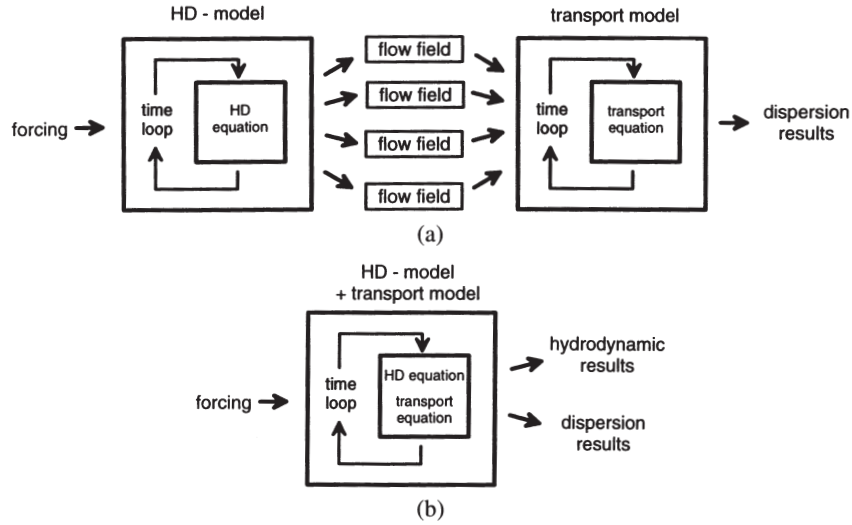 HD - model
transport model
flow field
flow field
flow field
flow field
forcing
time
loop
HD
equation
time
loop
transport
equation
dispersion
results
(a)
HD - model
+ transport model
forcing
time
loop
HD equation
transport
equation
hydrodynamic
results
dispersion
results
(b)